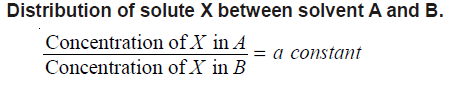 Distribution of solute X between solvent A and B.
Concentration of X in A
Concentration of X in B
= a constant